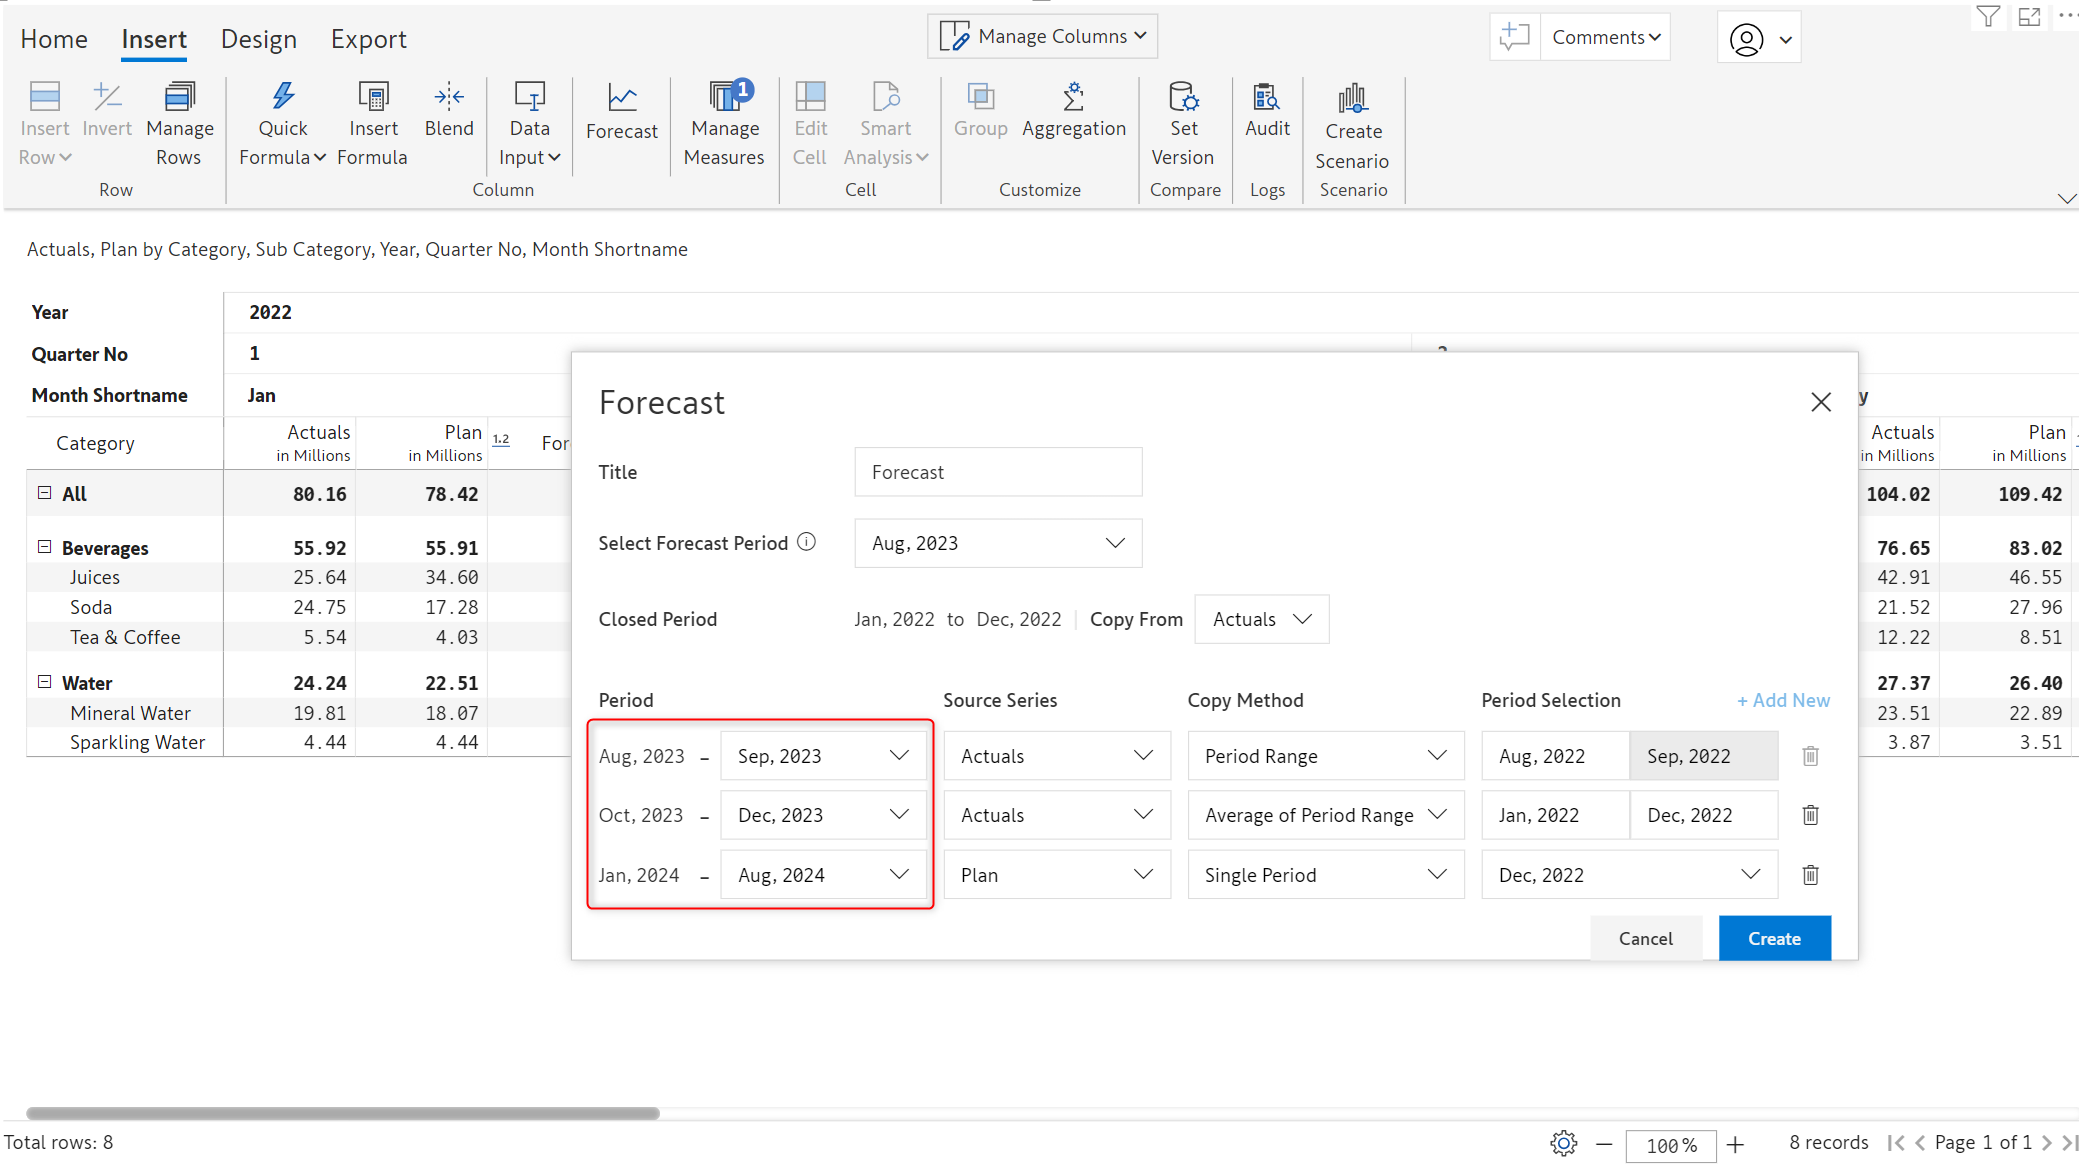 Home Insert Design Export Manage Columns Comments
Insert Row Invert Manage Rows Quick Formula Insert Formula Blend Data Input Forecast Manage Measures 1 Edit Cell Smart Analysis Group Aggregation Set Version Audit Create Scenario
Row Column Cell Customize Compare Logs Scenario
Actuals, Plan by Category, Sub Category, Year, Quarter No, Month Shortname
Year 2022
Quarter No 1
Month Shortname Jan
Category Actuals in Millions Plan in Millions 1.2 For Actuals in Millions Plan in Millions
All 80.16 78.42 104.02 109.42
Beverages 55.92 55.91 76.65 83.02
Juices 25.64 34.60 42.91 46.55
Soda 24.75 17.28 21.52 27.96
Tea & Coffee 5.54 4.03 12.22 8.51
Water 24.24 22.51 27.37 26.40
Mineral Water 19.81 18.07 23.51 22.89
Sparkling Water 4.44 4.44 3.87 3.51
Forecast
Title Forecast
Select Forecast Period Aug, 2023
Closed Period Jan, 2022 to Dec, 2022 Copy From Actuals
Period Source Series Copy Method Period Selection + Add New
Aug, 2023 – Sep, 2023 Actuals Period Range Aug, 2022 Sep, 2022
Oct, 2023 – Dec, 2023 Actuals Average of Period Range Jan, 2022 Dec, 2022
Jan, 2024 – Aug, 2024 Plan Single Period Dec, 2022
Cancel Create
Total rows: 8 100% 8 records Page 1 of 1